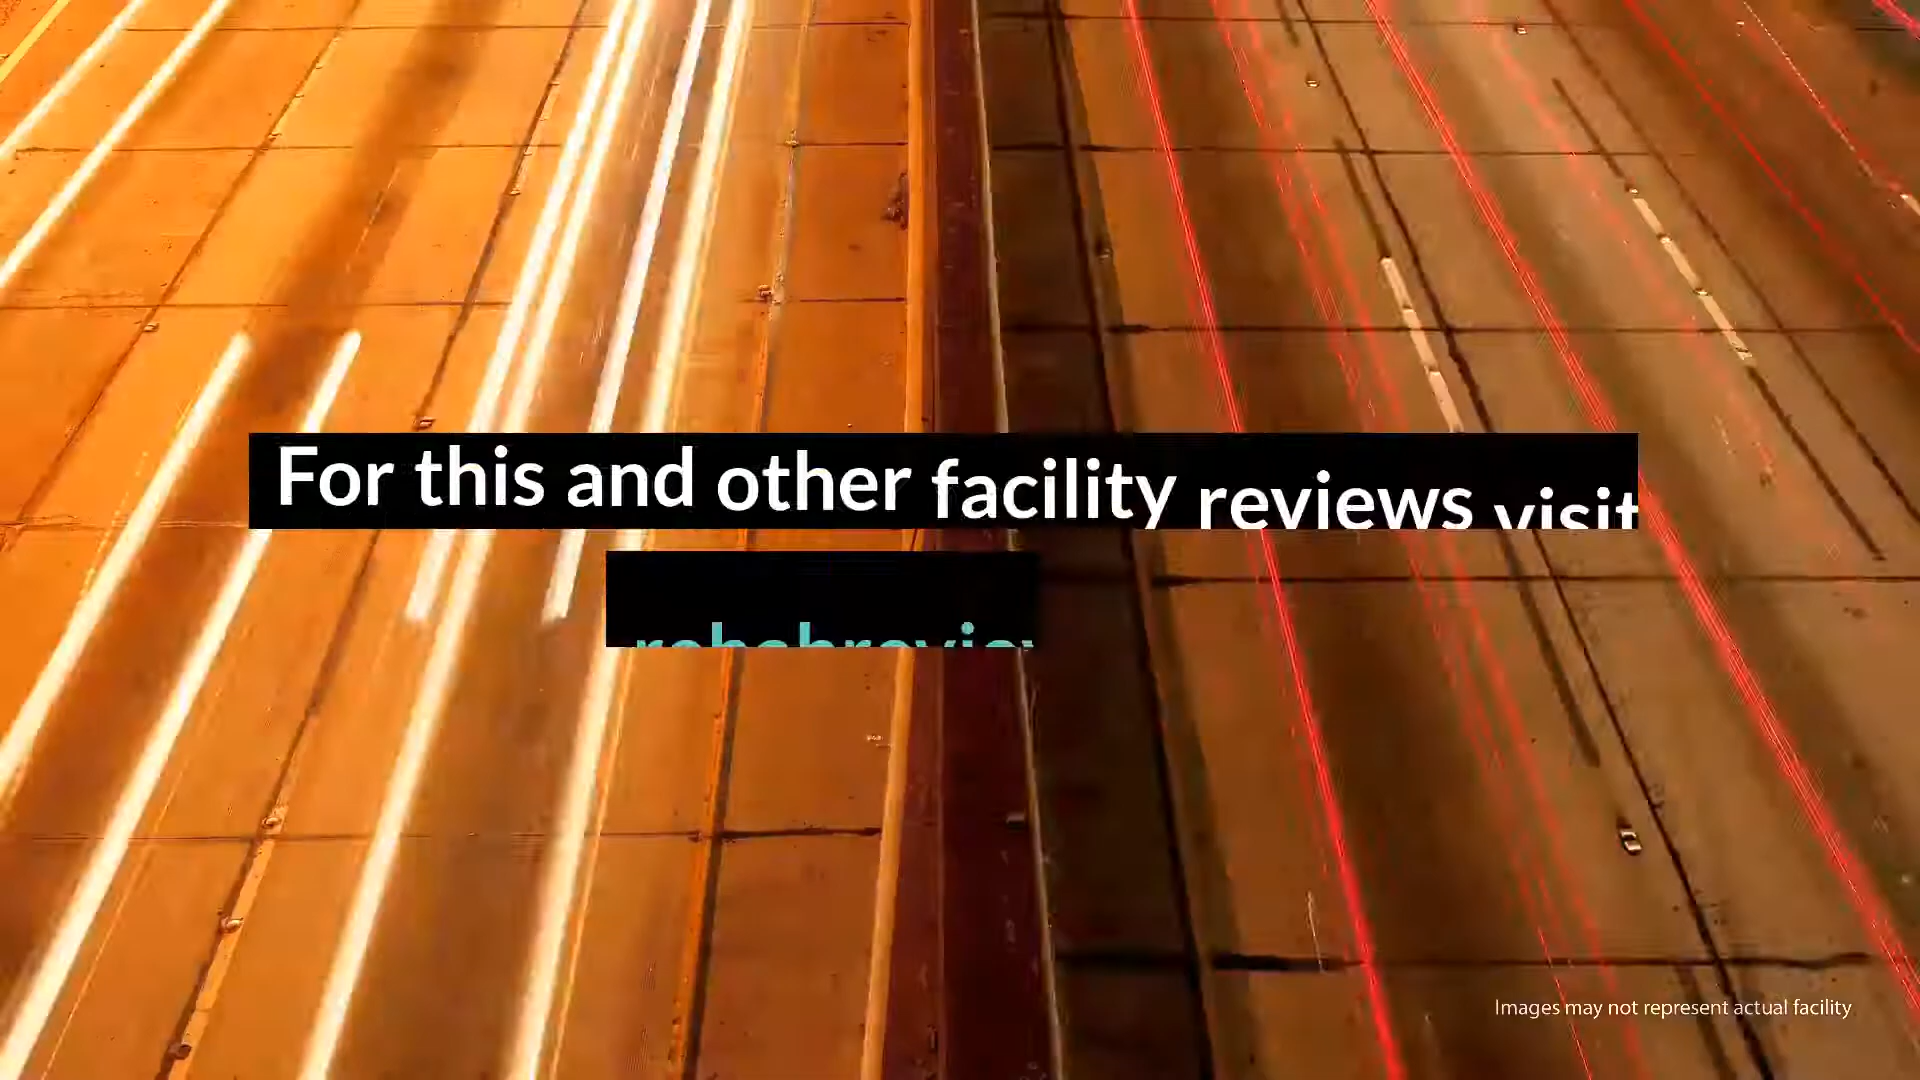 For this and other facility reviews visit
Images may not represent actual facility